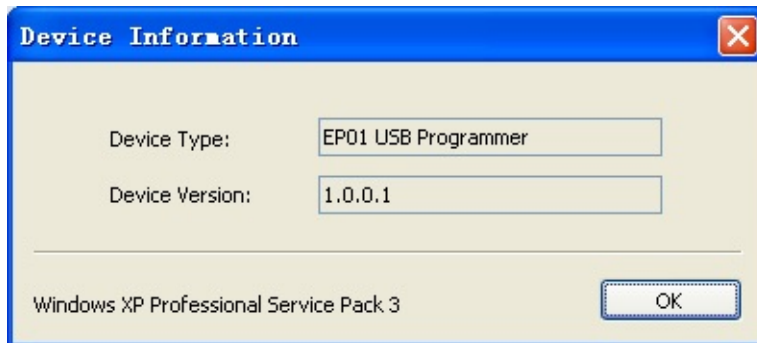 Device Information
Device Type: EP01 USB Programmer
Device Version: 1.0.0.1
Windows XP Professional Service Pack 3
OK